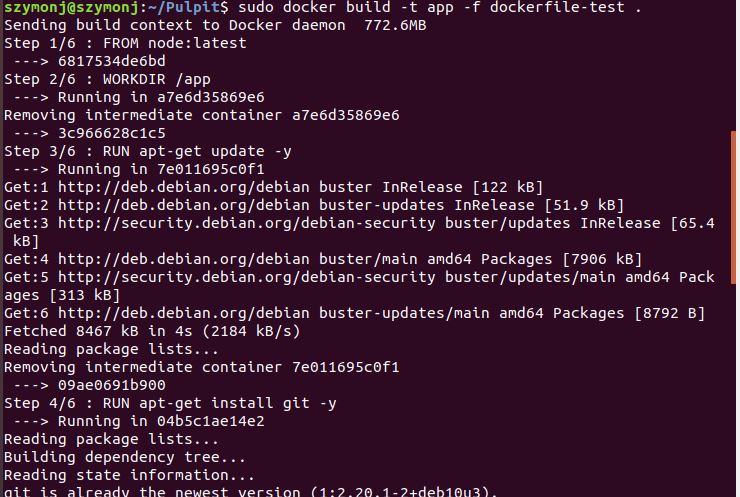 szymonj@szymonj:~/Pulpit$ sudo docker build -t app -f dockerfile-test .
Sending build context to Docker daemon  772.6MB
Step 1/6 : FROM node:latest
 ---> 6817534de6bd
Step 2/6 : WORKDIR /app
 ---> Running in a7e6d35869e6
Removing intermediate container a7e6d35869e6
 ---> 3c966628c1c5
Step 3/6 : RUN apt-get update -y
 ---> Running in 7e011695c0f1
Get:1 http://deb.debian.org/debian buster InRelease [122 kB]
Get:2 http://deb.debian.org/debian buster-updates InRelease [51.9 kB]
Get:3 http://security.debian.org/debian-security buster/updates InRelease [65.4
 kB]
Get:4 http://deb.debian.org/debian buster/main amd64 Packages [7906 kB]
Get:5 http://security.debian.org/debian-security buster/updates/main amd64 Pack
ages [313 kB]
Get:6 http://deb.debian.org/debian buster-updates/main amd64 Packages [8792 B]
Fetched 8467 kB in 4s (2184 kB/s)
Reading package lists...
Removing intermediate container 7e011695c0f1
 ---> 09ae0691b900
Step 4/6 : RUN apt-get install git -y
 ---> Running in 04b5c1ae14e2
Reading package lists...
Building dependency tree...
Reading state information...
git is already the newest version (1:2.20.1-2+deb10u3).